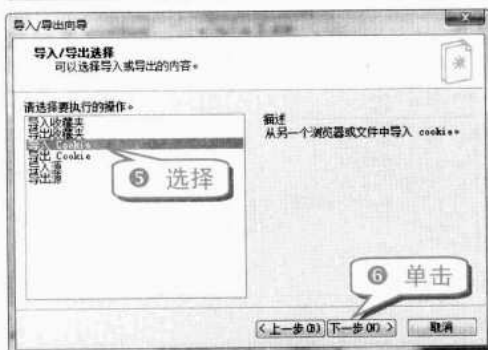 导入/导出向导
导入/导出选择
可以选择导入或导出的内容。
请选择要执行的操作。
导入收藏夹
导出收藏夹
导入 Cookie
导出 Cookie
导入源
导出源
描述
从另一个浏览器或文件中导入 cookie。
❺ 选择
❻ 单击
<上一步(B)
下一步(N) >
取消